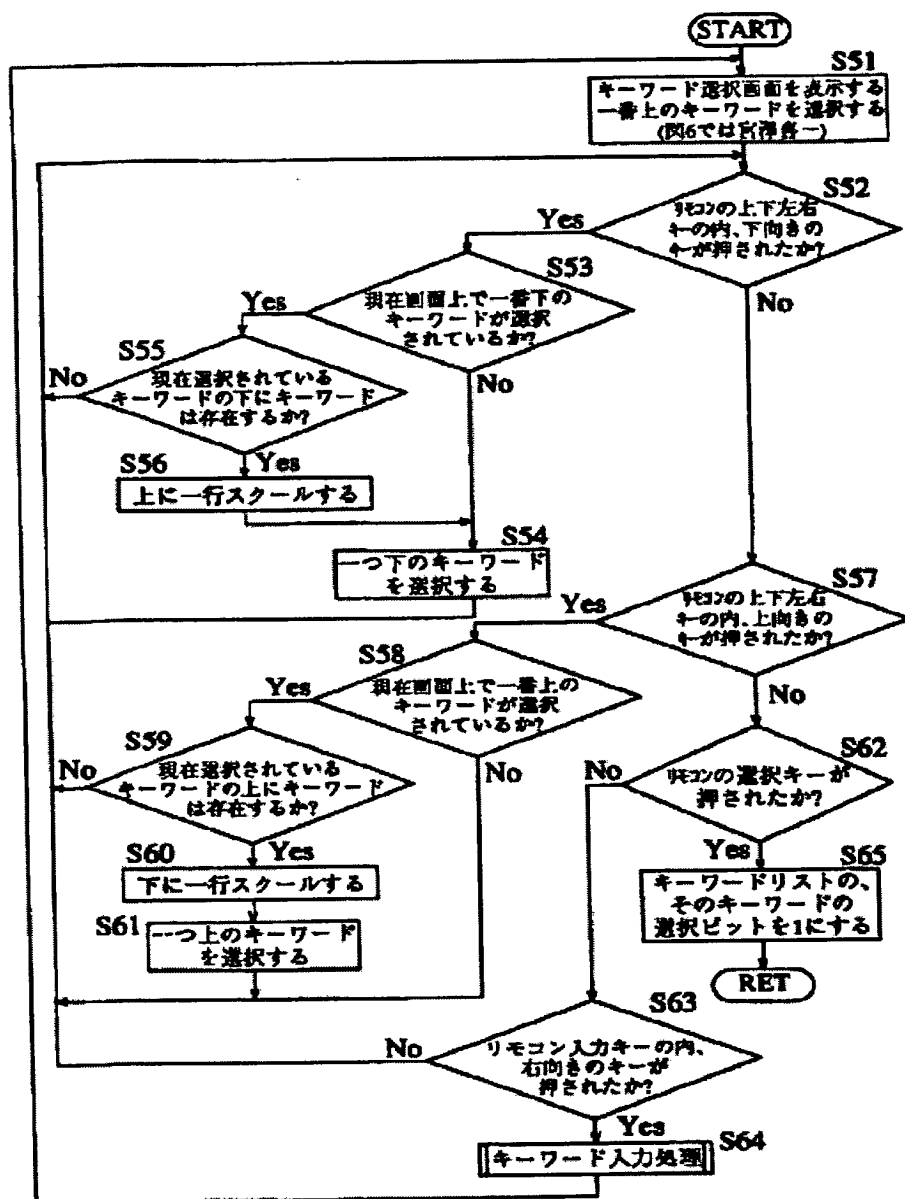 START
S51
キーワード選択画面を表示する
一番上のキーワードを選択する
(図6では宮澤喜一)
S52
リモコンの上下左右
キーの内、下向きの
キーが押されたか?
Yes
No
S53
現在画面上で一番下の
キーワードが選択
されているか?
Yes
No
S55
現在選択されている
キーワードの下にキーワード
は存在するか?
No
Yes
S56
上に一行スクールする
S54
一つ下のキーワード
を選択する
S57
リモコンの上下左右
キーの内、上向きの
キーが押されたか?
Yes
No
S58
現在画面上で一番上の
キーワードが選択
されているか?
Yes
No
S59
現在選択されている
キーワードの上にキーワード
は存在するか?
No
Yes
S60
下に一行スクールする
S61
一つ上のキーワード
を選択する
S62
リモコンの選択キーが
押されたか?
No
Yes
S65
キーワードリストの、
そのキーワードの
選択ビットを1にする
RET
S63
リモコン入力キーの内、
右向きのキーが
押されたか?
No
Yes
S64
キーワード入力処理